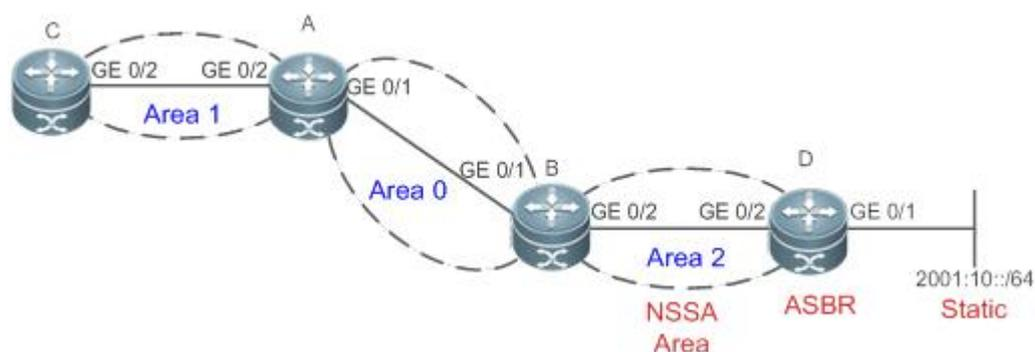 C
A
GE 0/2
GE 0/2
GE 0/1
Area 1
Area 0
GE 0/1
B
D
GE 0/2
GE 0/2
GE 0/1
Area 2
2001:10::/64
NSSA
Area
ASBR
Static